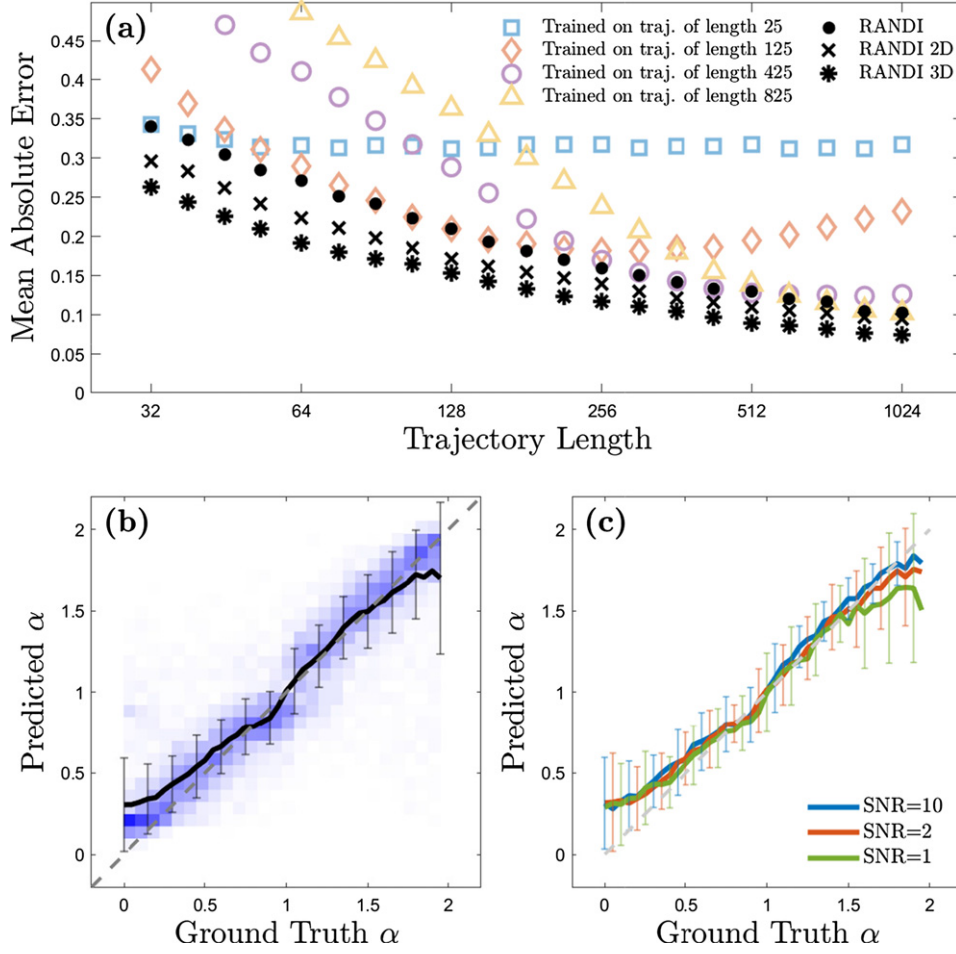 (a)
Trained on traj. of length 25
Trained on traj. of length 125
Trained on traj. of length 425
Trained on traj. of length 825
RANDI
RANDI 2D
RANDI 3D
Mean Absolute Error
0.45
0.4
0.35
0.3
0.25
0.2
0.15
0.1
0.05
0
32
64
128
256
512
1024
Trajectory Length
(b)
Predicted α
2
1.5
1
0.5
0
0
0.5
1
1.5
2
Ground Truth α
(c)
Predicted α
2
1.5
1
0.5
0
SNR=10
SNR=2
SNR=1
0
0.5
1
1.5
2
Ground Truth α